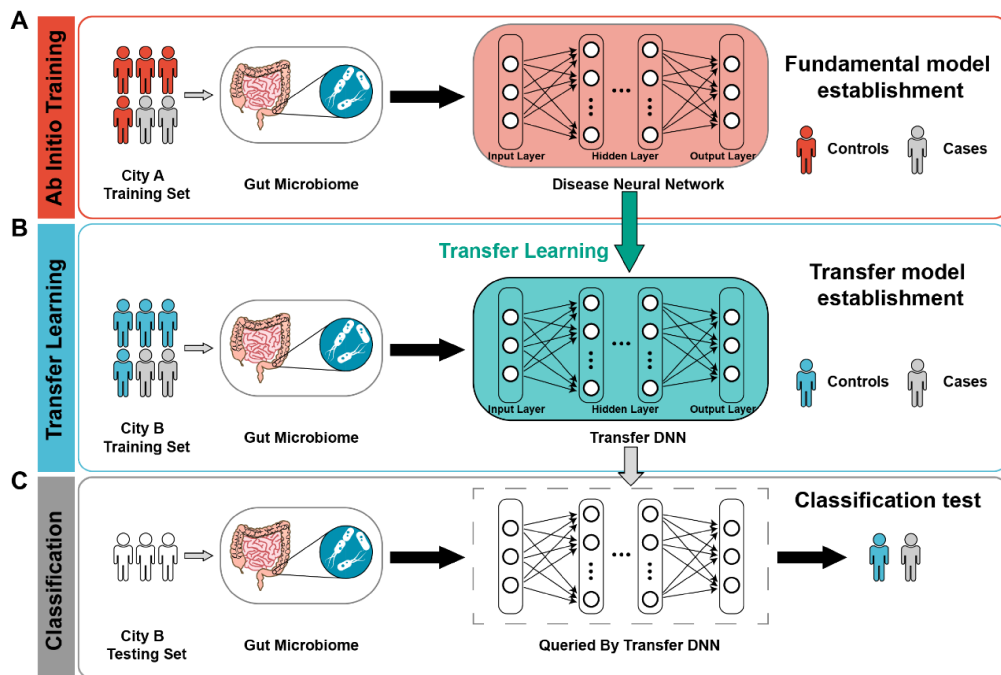 A
Ab Initio Training
City A
Training Set
Gut Microbiome
Input Layer
Hidden Layer
Output Layer
Disease Neural Network
Fundamental model
establishment
Controls
Cases
B
Transfer Learning
Transfer Learning
City B
Training Set
Gut Microbiome
Input Layer
Hidden Layer
Output Layer
Transfer DNN
Transfer model
establishment
Controls
Cases
C
Classification
City B
Testing Set
Gut Microbiome
Queried By Transfer DNN
Classification test